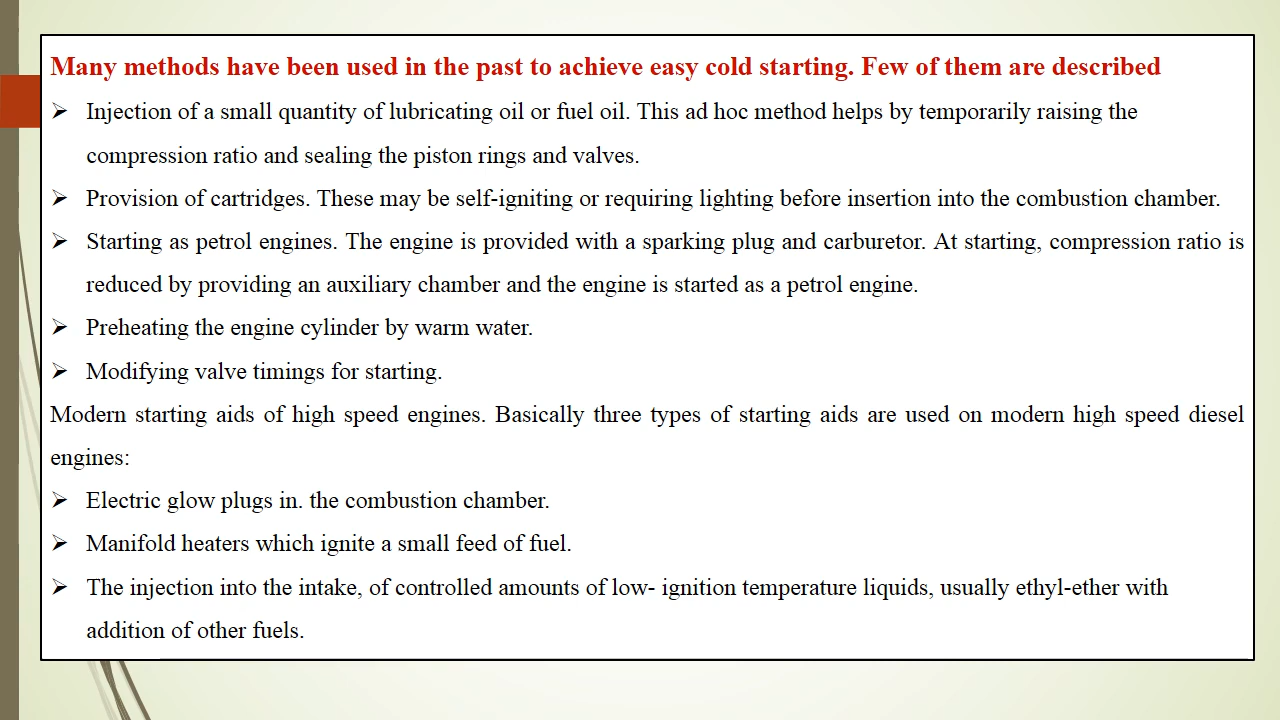 Many methods have been used in the past to achieve easy cold starting. Few of them are described
➢ Injection of a small quantity of lubricating oil or fuel oil. This ad hoc method helps by temporarily raising the
compression ratio and sealing the piston rings and valves.
➢ Provision of cartridges. These may be self-igniting or requiring lighting before insertion into the combustion chamber.
➢ Starting as petrol engines. The engine is provided with a sparking plug and carburetor. At starting, compression ratio is
reduced by providing an auxiliary chamber and the engine is started as a petrol engine.
➢ Preheating the engine cylinder by warm water.
➢ Modifying valve timings for starting.
Modern starting aids of high speed engines. Basically three types of starting aids are used on modern high speed diesel
engines:
➢ Electric glow plugs in. the combustion chamber.
➢ Manifold heaters which ignite a small feed of fuel.
➢ The injection into the intake, of controlled amounts of low- ignition temperature liquids, usually ethyl-ether with
addition of other fuels.